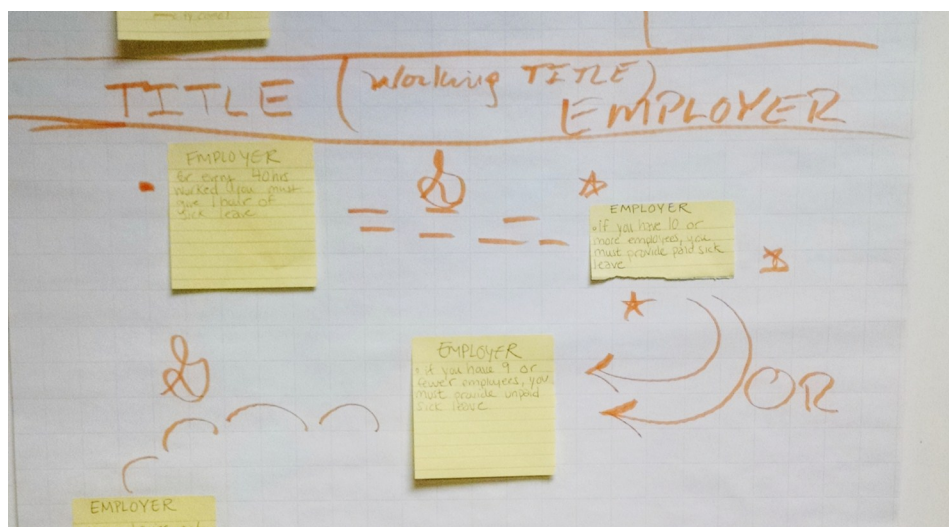 TITLE (Working TITLE)
EMPLOYER
EMPLOYER
for every 40hrs
worked you must
give 1 hour of
sick leave
&
EMPLOYER
•If you have 10 or
more employees, you
must provide paid sick
leave
&
EMPLOYER
• if you have 9 or
fewer employees, you
must provide unpaid
sick leave
OR
EMPLOYER